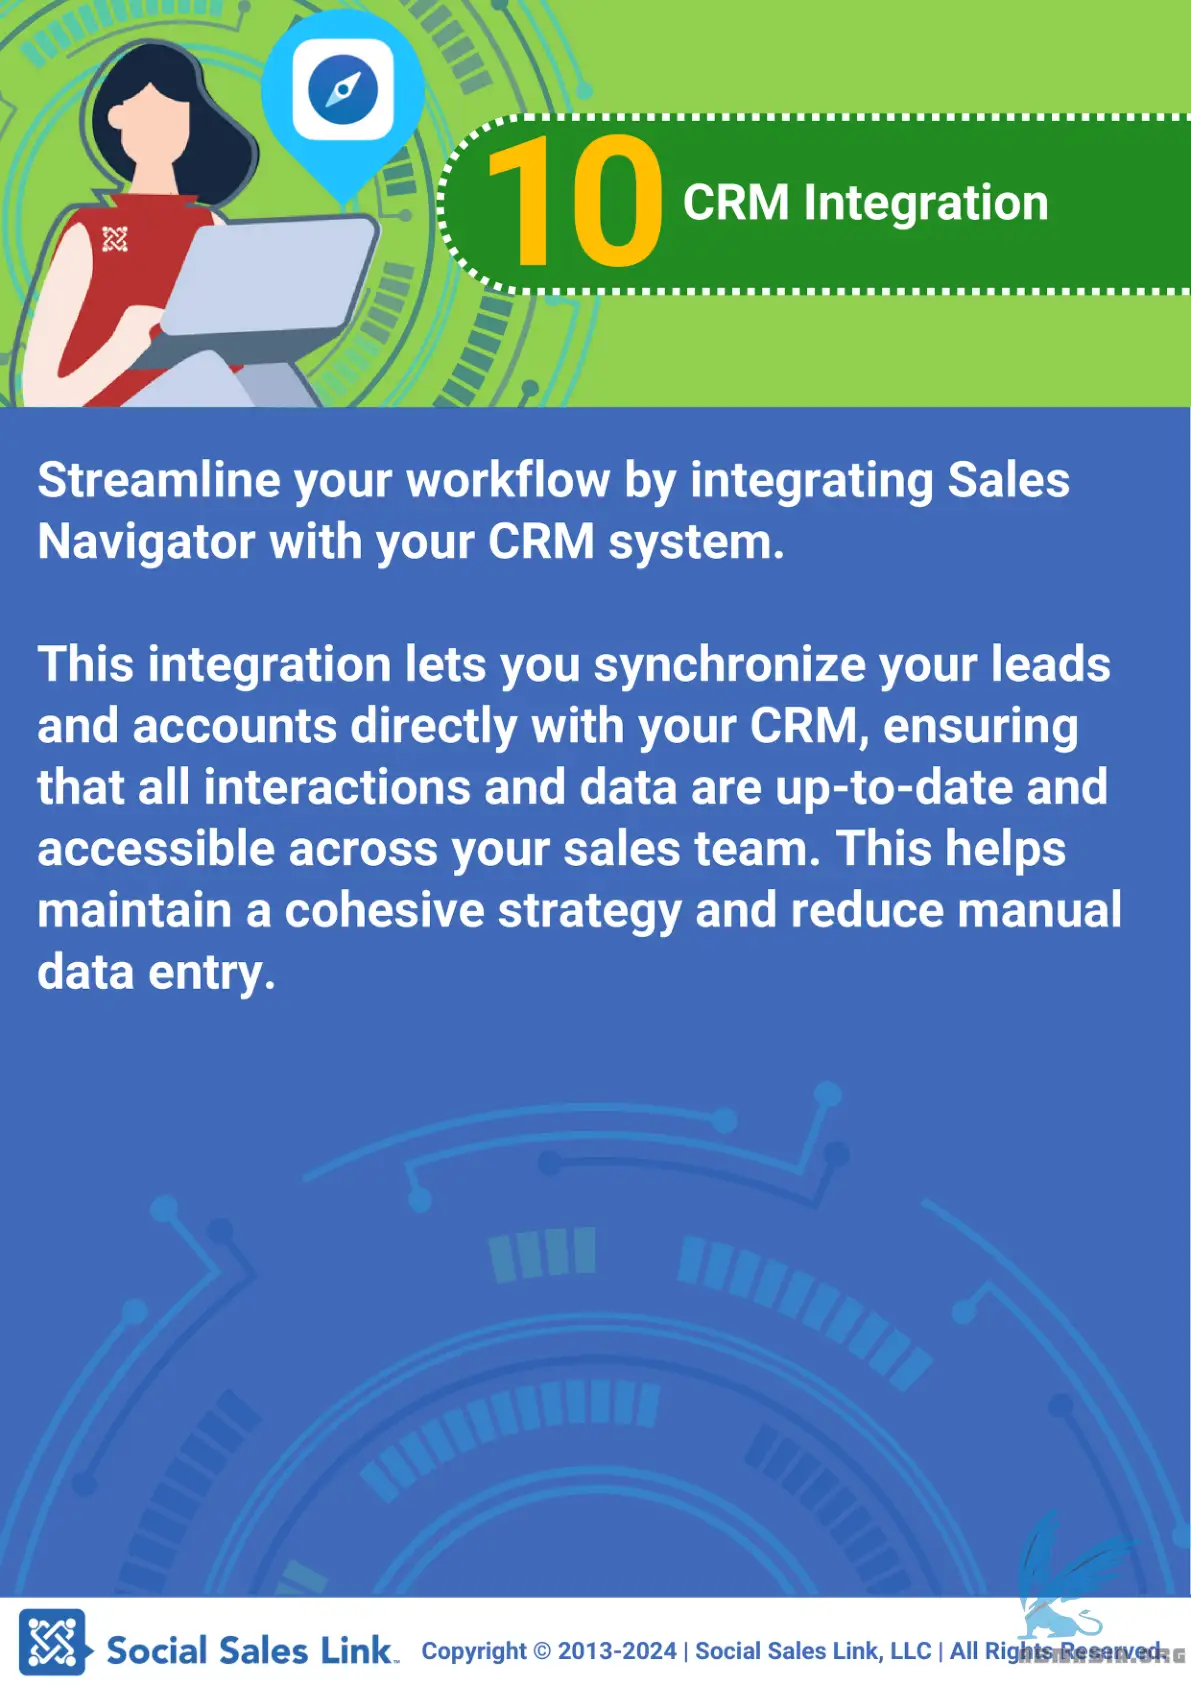 10 CRM Integration
Streamline your workflow by integrating Sales
Navigator with your CRM system.
This integration lets you synchronize your leads
and accounts directly with your CRM, ensuring
that all interactions and data are up-to-date and
accessible across your sales team. This helps
maintain a cohesive strategy and reduce manual
data entry.
Social Sales Link™ Copyright © 2013-2024 | Social Sales Link, LLC | All Rights Reserved.